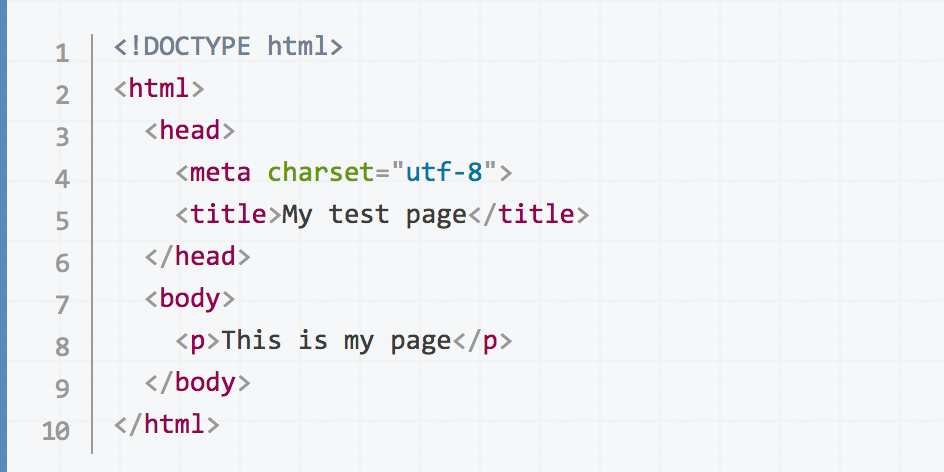 1 <!DOCTYPE html>
2 <html>
3   <head>
4     <meta charset="utf-8">
5     <title>My test page</title>
6   </head>
7   <body>
8     <p>This is my page</p>
9   </body>
10 </html>